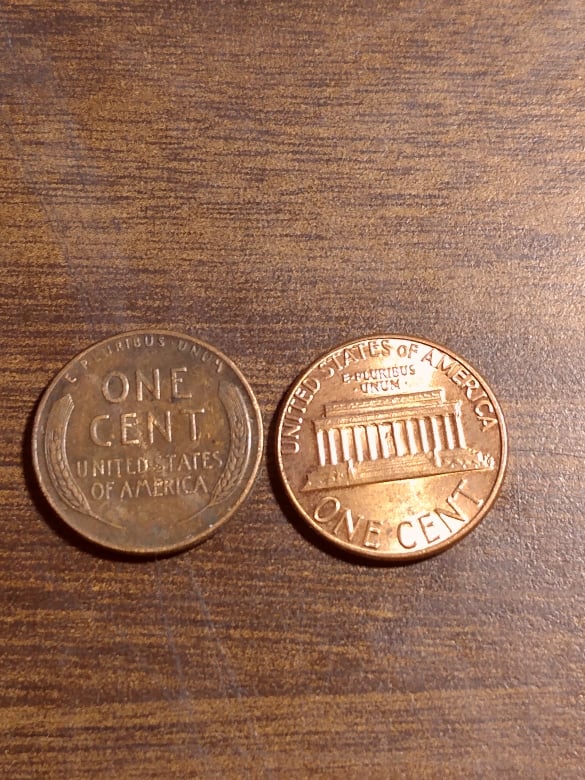 E·PLURIBUS·UNUM
ONE
CENT
UNITED·STATES
OF·AMERICA
UNITED STATES OF AMERICA
E·PLURIBUS
UNUM·
ONE CENT